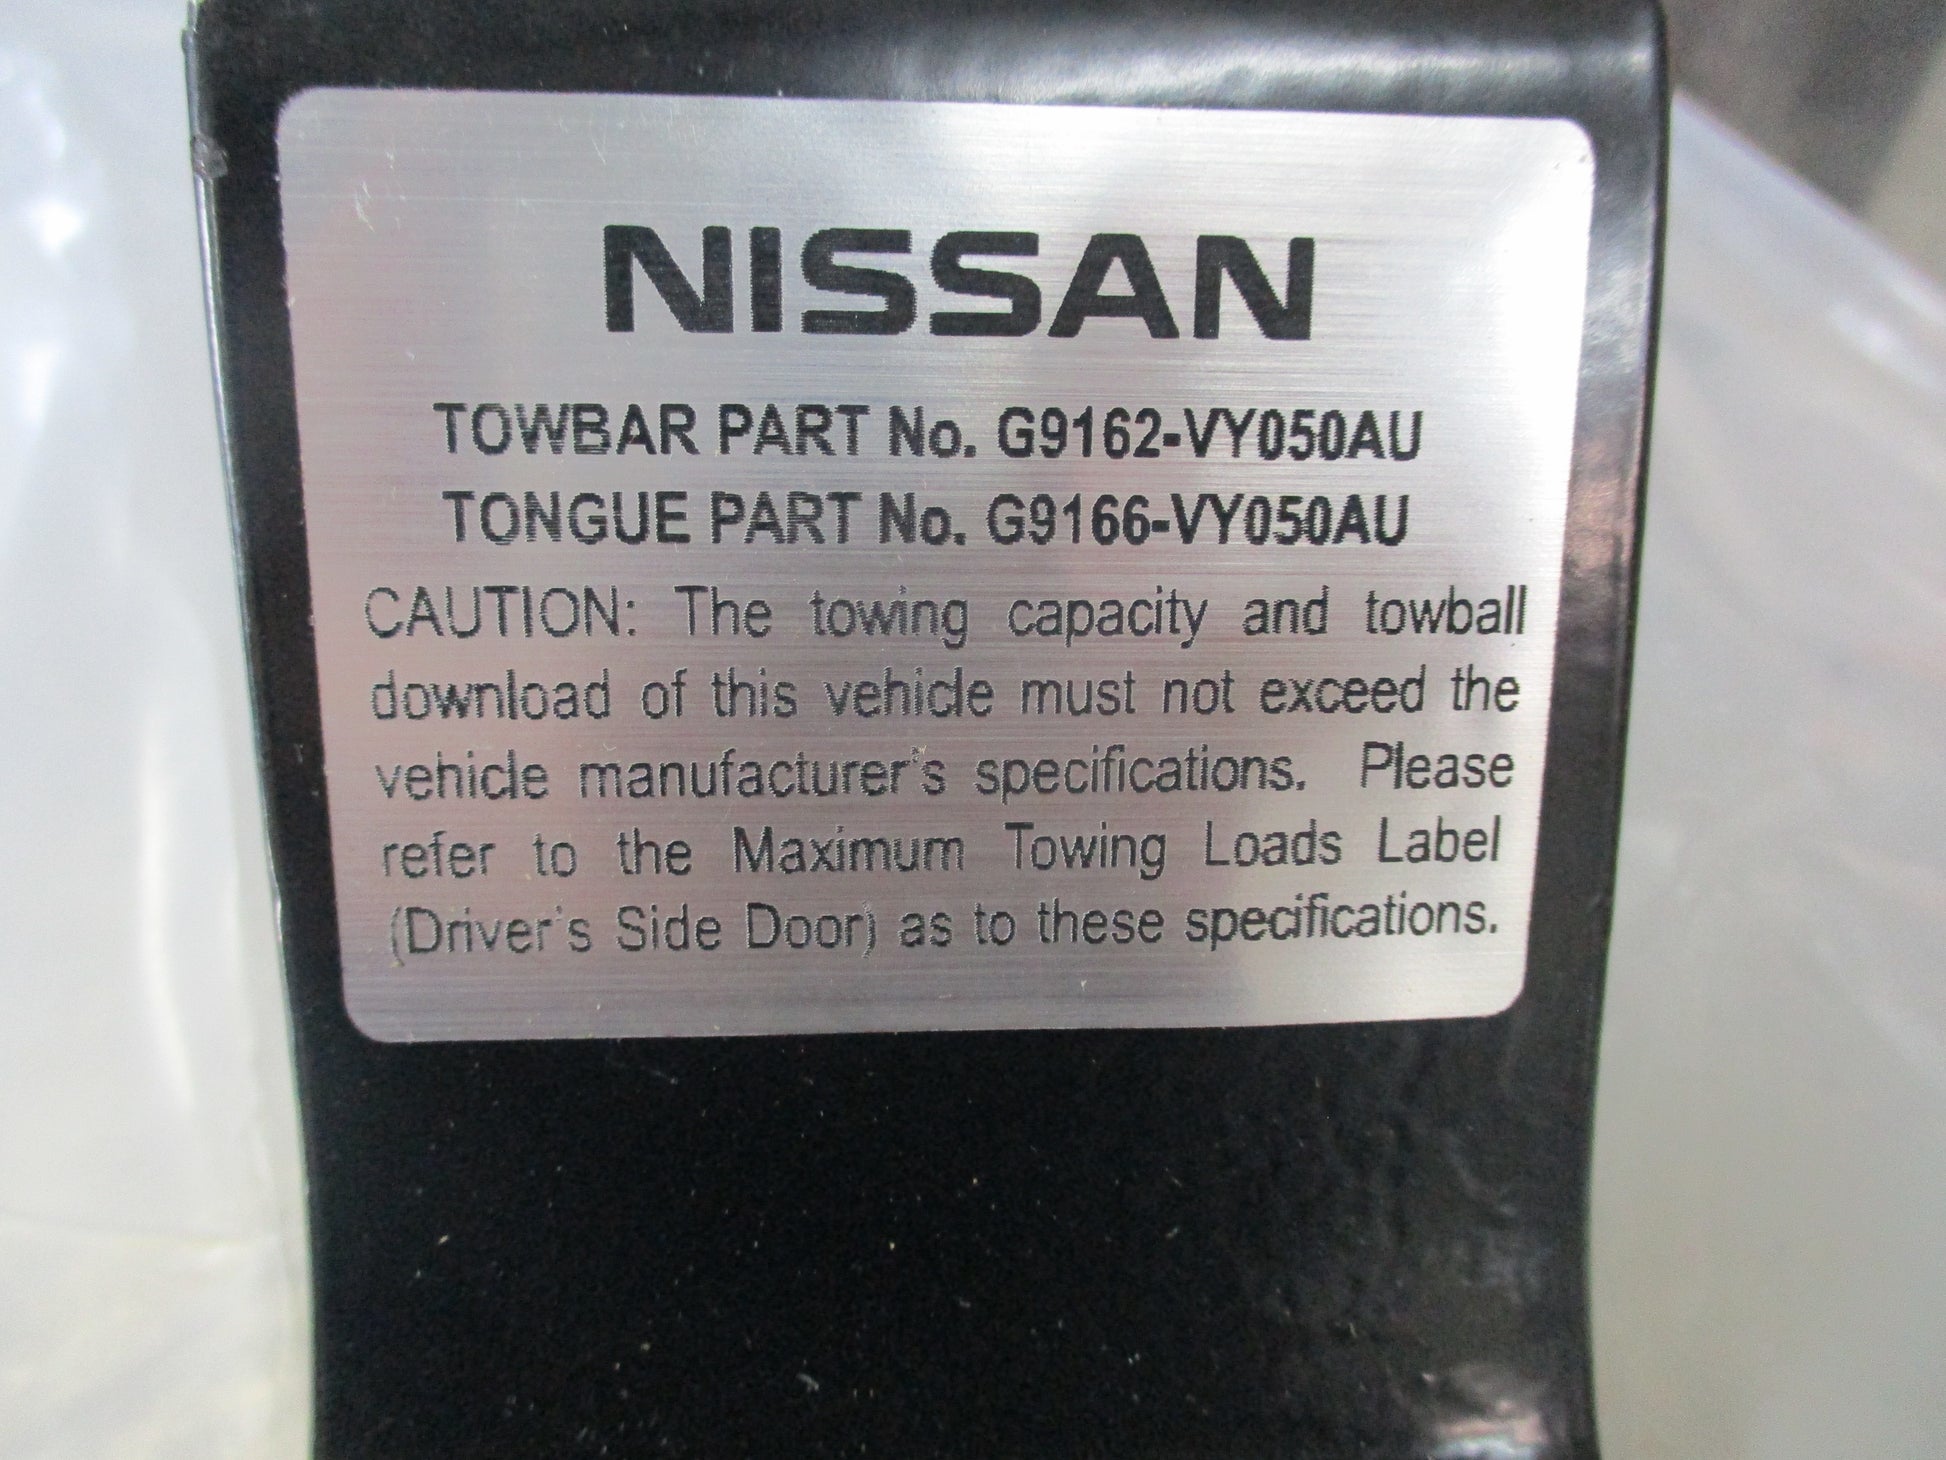 NISSAN
TOWBAR PART No. G9162-VY050AU
TONGUE PART No. G9166-VY050AU
CAUTION: The towing capacity and towball
download of this vehicle must not exceed the
vehicle manufacturer's specifications. Please
refer to the Maximum Towing Loads Label
(Driver's Side Door) as to these specifications.